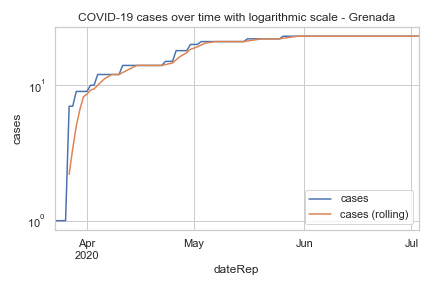 COVID-19 cases over time with logarithmic scale - Grenada
10¹
10⁰
cases
cases
cases (rolling)
Apr
2020
May
Jun
Jul
dateRep